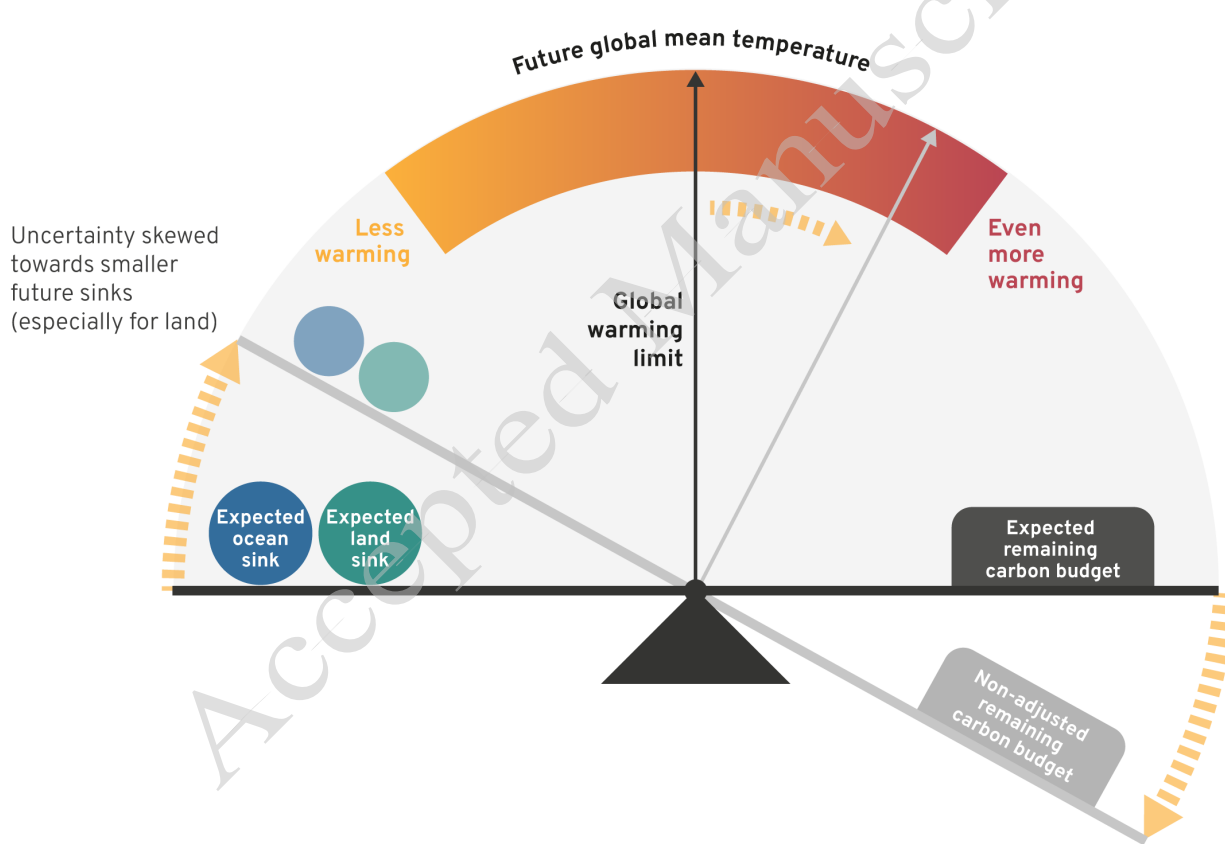 Future global mean temperature
Less
warming
Even
more
warming
Uncertainty skewed
towards smaller
future sinks
(especially for land)
Global
warming
limit
Expected
ocean
sink
Expected
land
sink
Expected
remaining
carbon budget
Non-adjusted
remaining
carbon budget
Accepted Manusc